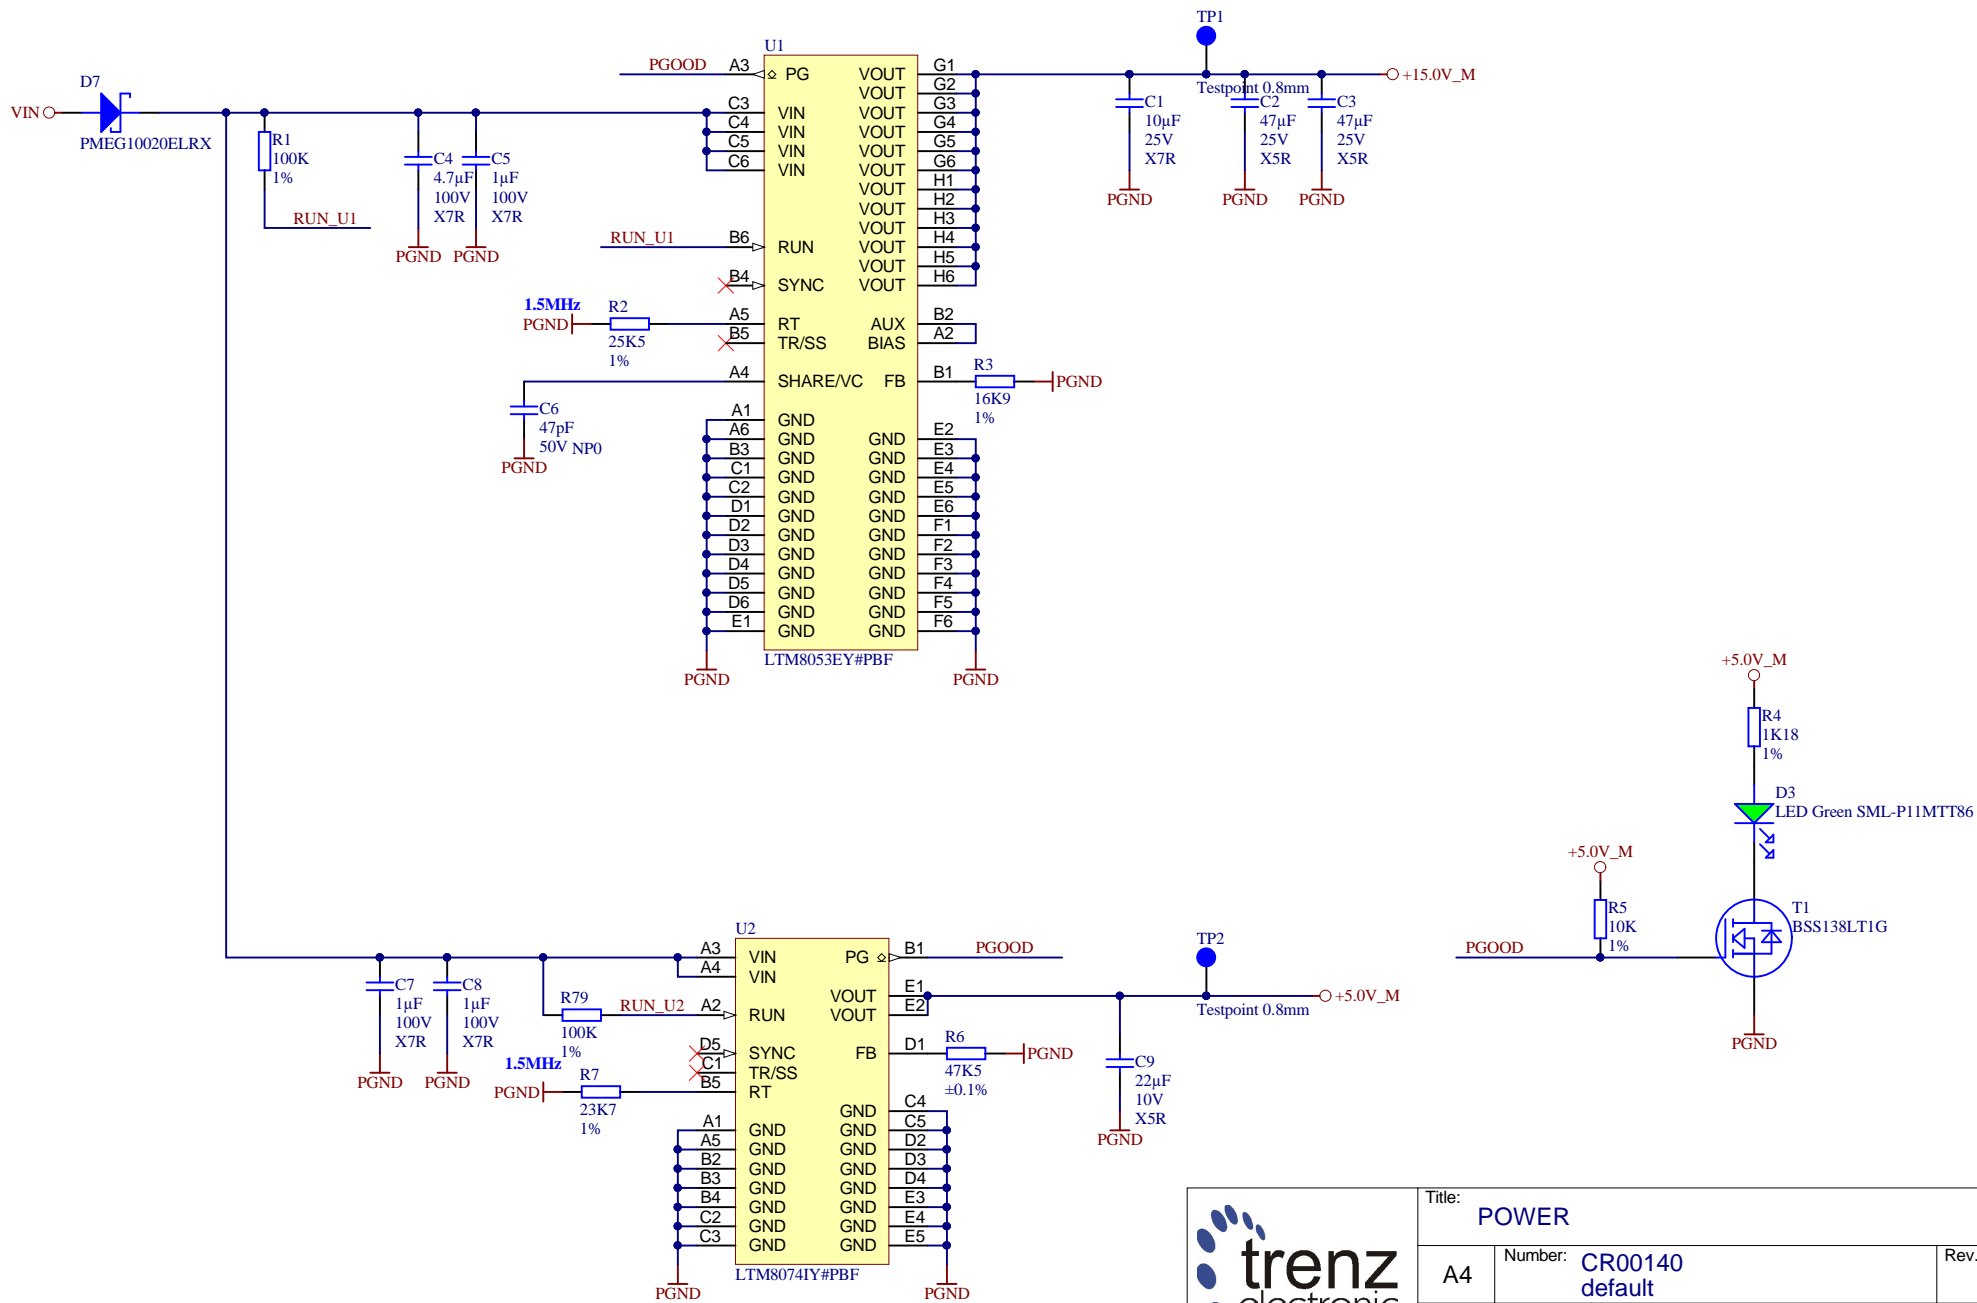 TP1
U1
PGOOD A3 PG VOUT G1
+15.0V_M
Testpoint 0.8mm
VOUT G2
D7
VIN
PMEG10020ELRX
C3 VIN VOUT G3
C4 VIN VOUT G4
C5 VIN VOUT G5
C6 VIN VOUT G6
VOUT H1
VOUT H2
VOUT H3
VOUT H4
VOUT H5
VOUT H6
R1
100K
1%
RUN_U1
C4
4.7µF
100V
X7R
PGND
C5
1µF
100V
X7R
PGND
C1
10µF
25V
X7R
PGND
C2
47µF
25V
X5R
PGND
C3
47µF
25V
X5R
PGND
RUN_U1 B6 RUN
B4 SYNC
1.5MHz
PGND
R2
25K5
1%
A5 RT AUX B2
B5 TR/SS BIAS A2
A4 SHARE/VC FB B1
R3
16K9
1%
PGND
C6
47pF
50V NP0
PGND
A1 GND
A6 GND GND E2
B3 GND GND E3
C1 GND GND E4
C2 GND GND E5
D1 GND GND E6
D2 GND GND F1
D3 GND GND F2
D4 GND GND F3
D5 GND GND F4
D6 GND GND F5
E1 GND GND F6
LTM8053EY#PBF
PGND
PGND
+5.0V_M
R4
1K18
1%
D3
LED Green SML-P11MTT86
+5.0V_M
R5
10K
1%
PGOOD
T1
BSS138LT1G
PGND
U2
A3 VIN PG B1 PGOOD
A4 VIN
VOUT E1
A2 RUN VOUT E2
D5 SYNC FB D1
C1 TR/SS
B5 RT
TP2
Testpoint 0.8mm
+5.0V_M
C7
1µF
100V
X7R
PGND
C8
1µF
100V
X7R
PGND
R79
100K
1%
RUN_U2
1.5MHz
PGND
R7
23K7
1%
R6
47K5
±0.1%
PGND
C9
22µF
10V
X5R
PGND
GND C4
A1 GND GND C5
A5 GND GND D2
B2 GND GND D3
B3 GND GND D4
B4 GND GND E3
C2 GND GND E4
C3 GND GND E5
LTM8074IY#PBF
PGND
PGND
trenz
electronic
Title:
POWER
A4
Number: CR00140
default
Rev.